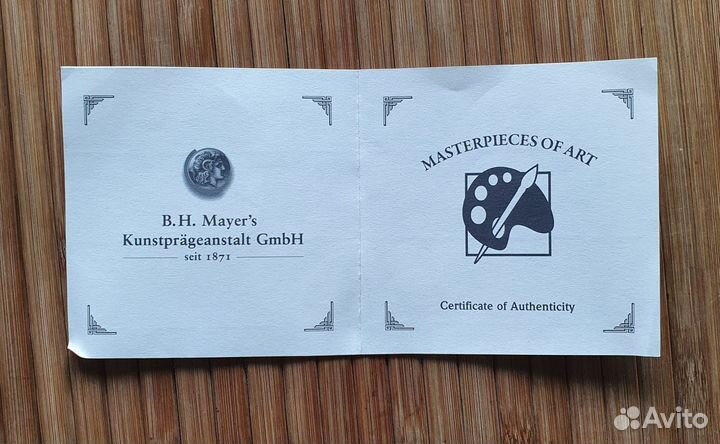 B.H. Mayer's
Kunstprägeanstalt GmbH
seit 1871
MASTERPIECES OF ART
Certificate of Authenticity
Avito